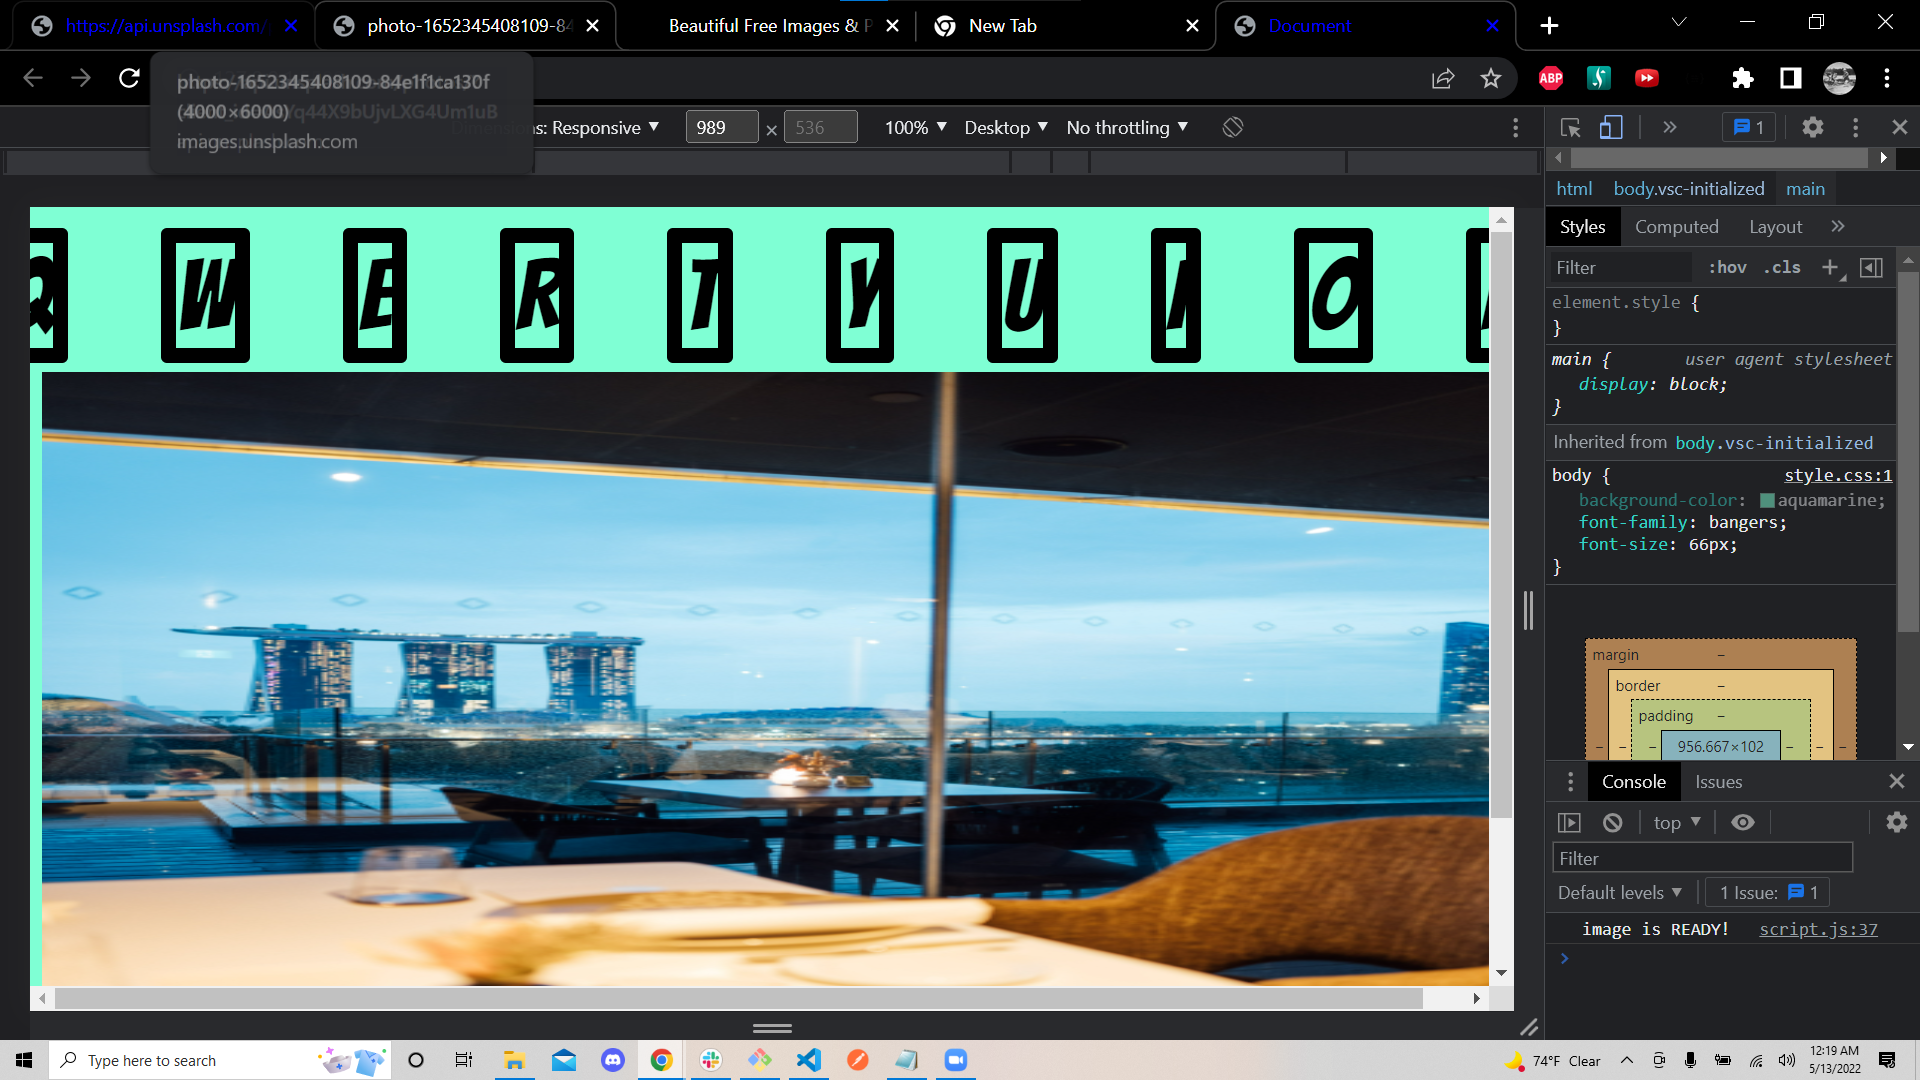 https://api.unsplash.com/
photo-1652345408109-84
Beautiful Free Images & P
New Tab
Document
photo-1652345408109-84e1f1ca130f
(4000×6000)
images.unsplash.com
ABP
Dimensions: Responsive
989 × 536
100%
Desktop
No throttling
1
html body.vsc-initialized main
Styles Computed Layout
Filter :hov .cls
element.style {
}
main { user agent stylesheet
display: block;
}
Inherited from body.vsc-initialized
body { style.css:1
background-color: aquamarine;
font-family: bangers;
font-size: 66px;
}
margin –
border –
padding –
– – – 956.667×102 – – –
Q W E R T Y U I O
Console Issues
top
Filter
Default levels 1 Issue: 1
image is READY! script.js:37
Type here to search
74°F Clear
12:19 AM
5/13/2022